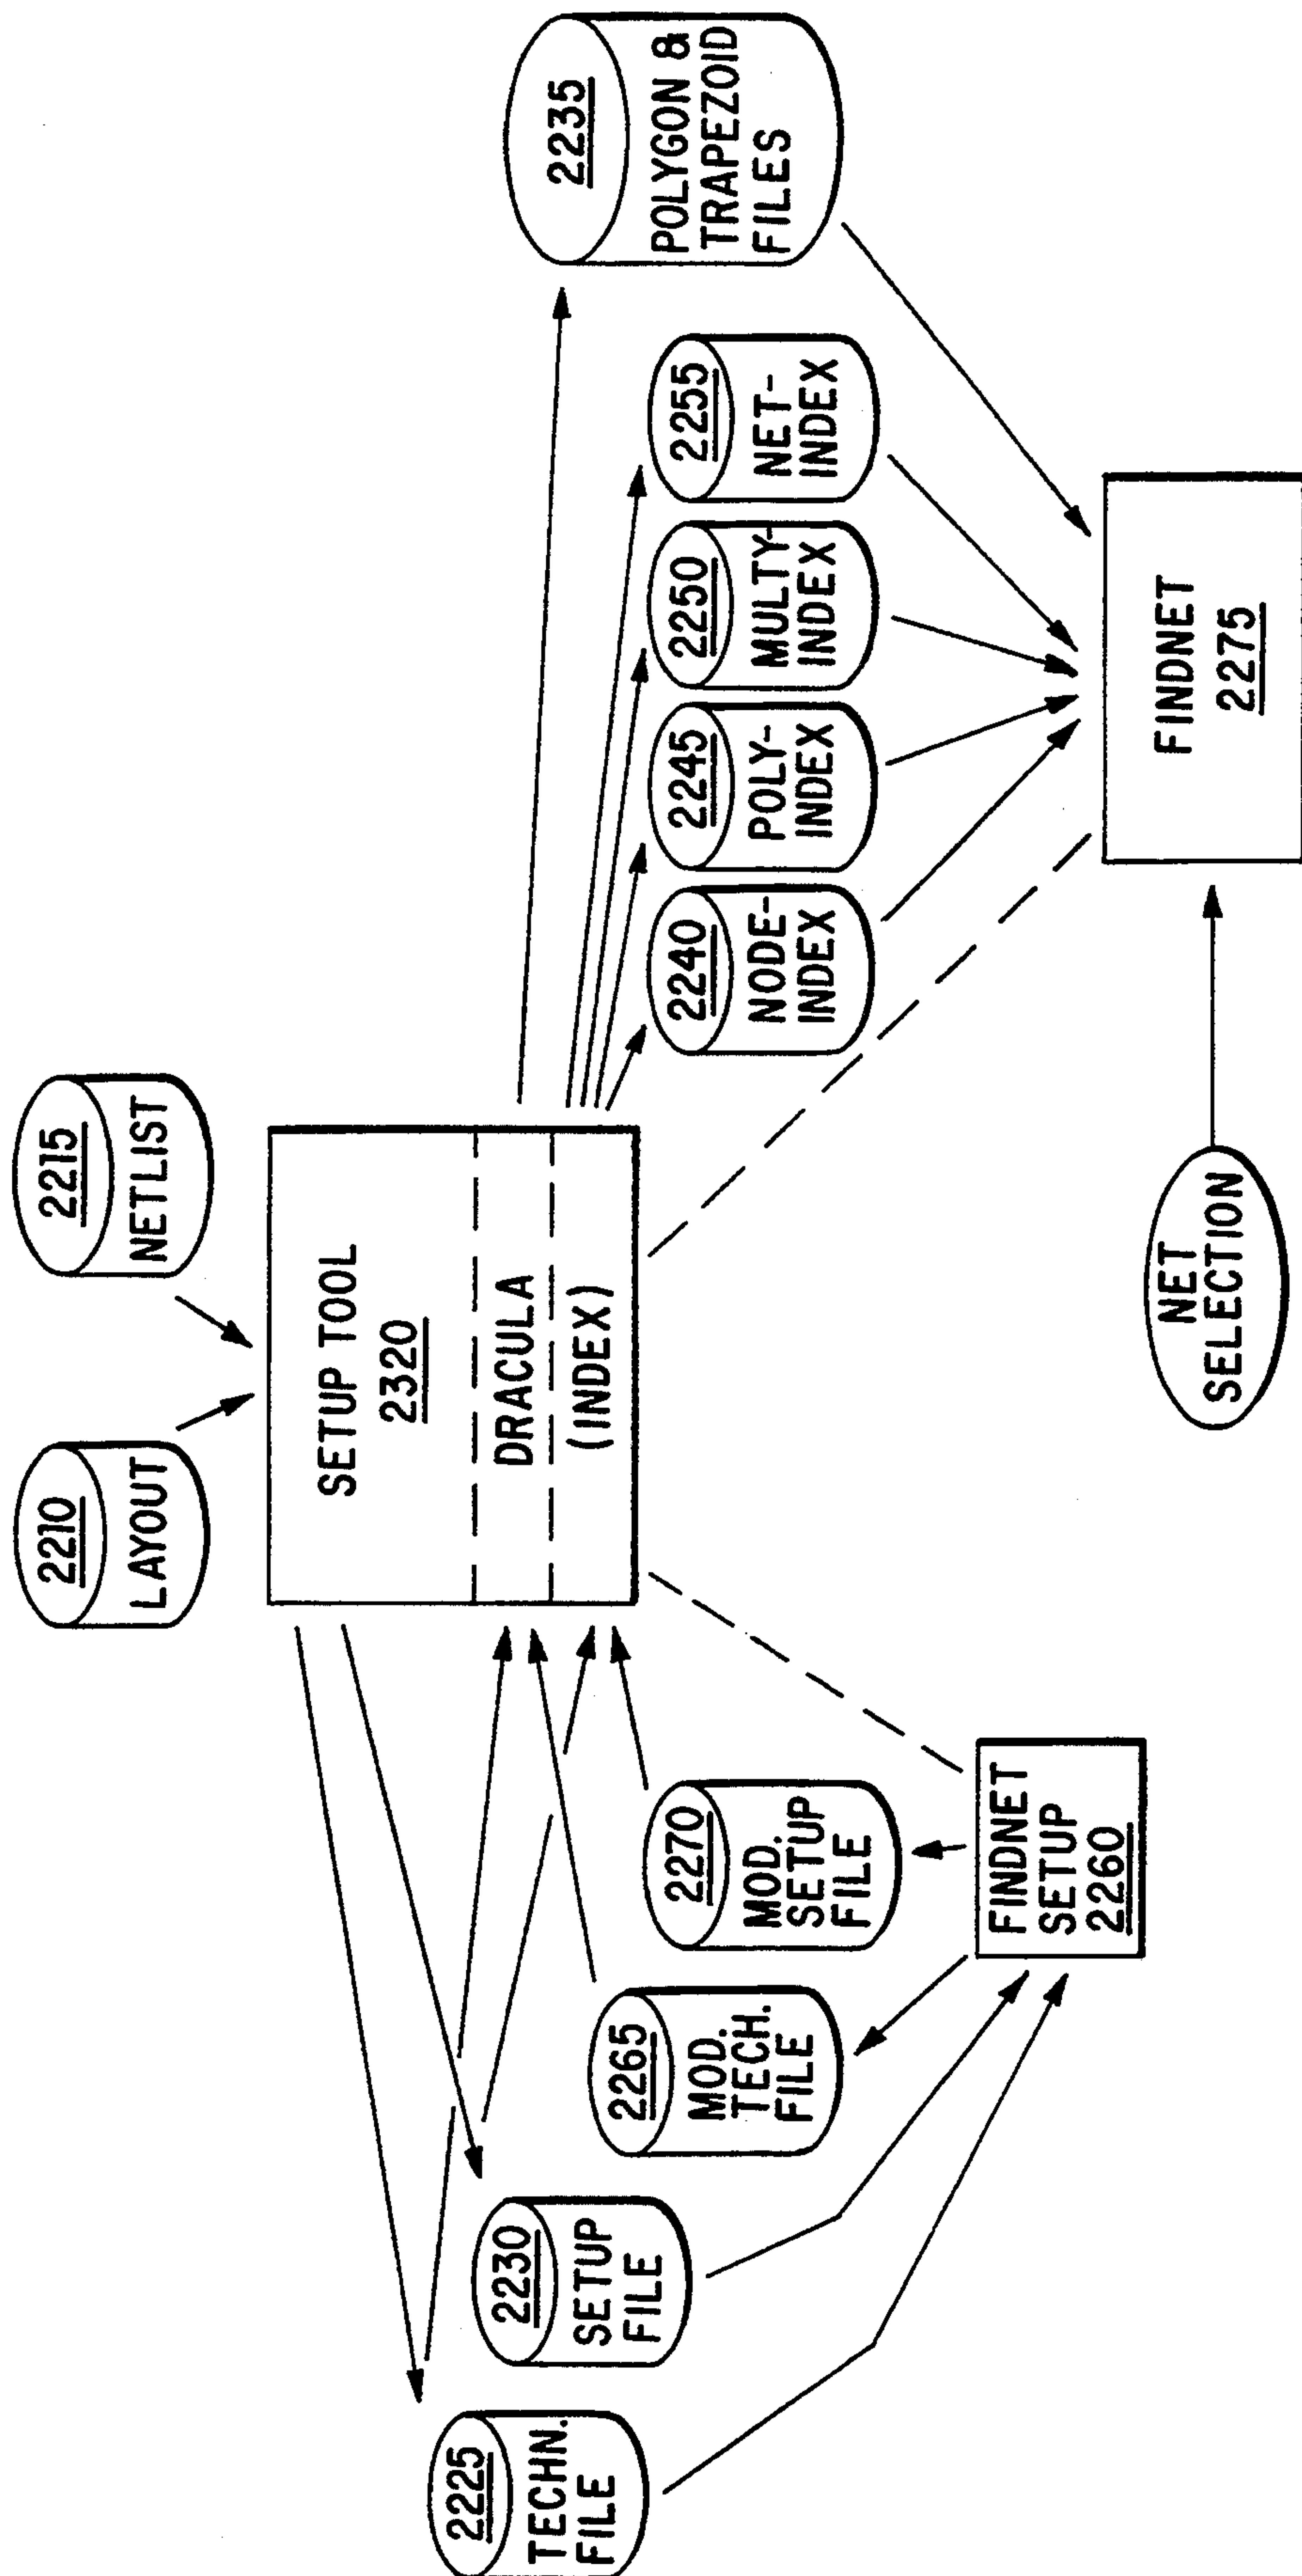 2210
LAYOUT
2215
NETLIST
SETUP TOOL
2320
DRACULA
(INDEX)
2225
TECHN.
FILE
2230
SETUP
FILE
2265
MOD.
TECH.
FILE
2270
MOD.
SETUP
FILE
FINDNET
SETUP
2260
2240
NODE-
INDEX
2245
POLY-
INDEX
2250
MULTY-
INDEX
2255
NET-
INDEX
2235
POLYGON &
TRAPEZOID
FILES
NET
SELECTION
FINDNET
2275